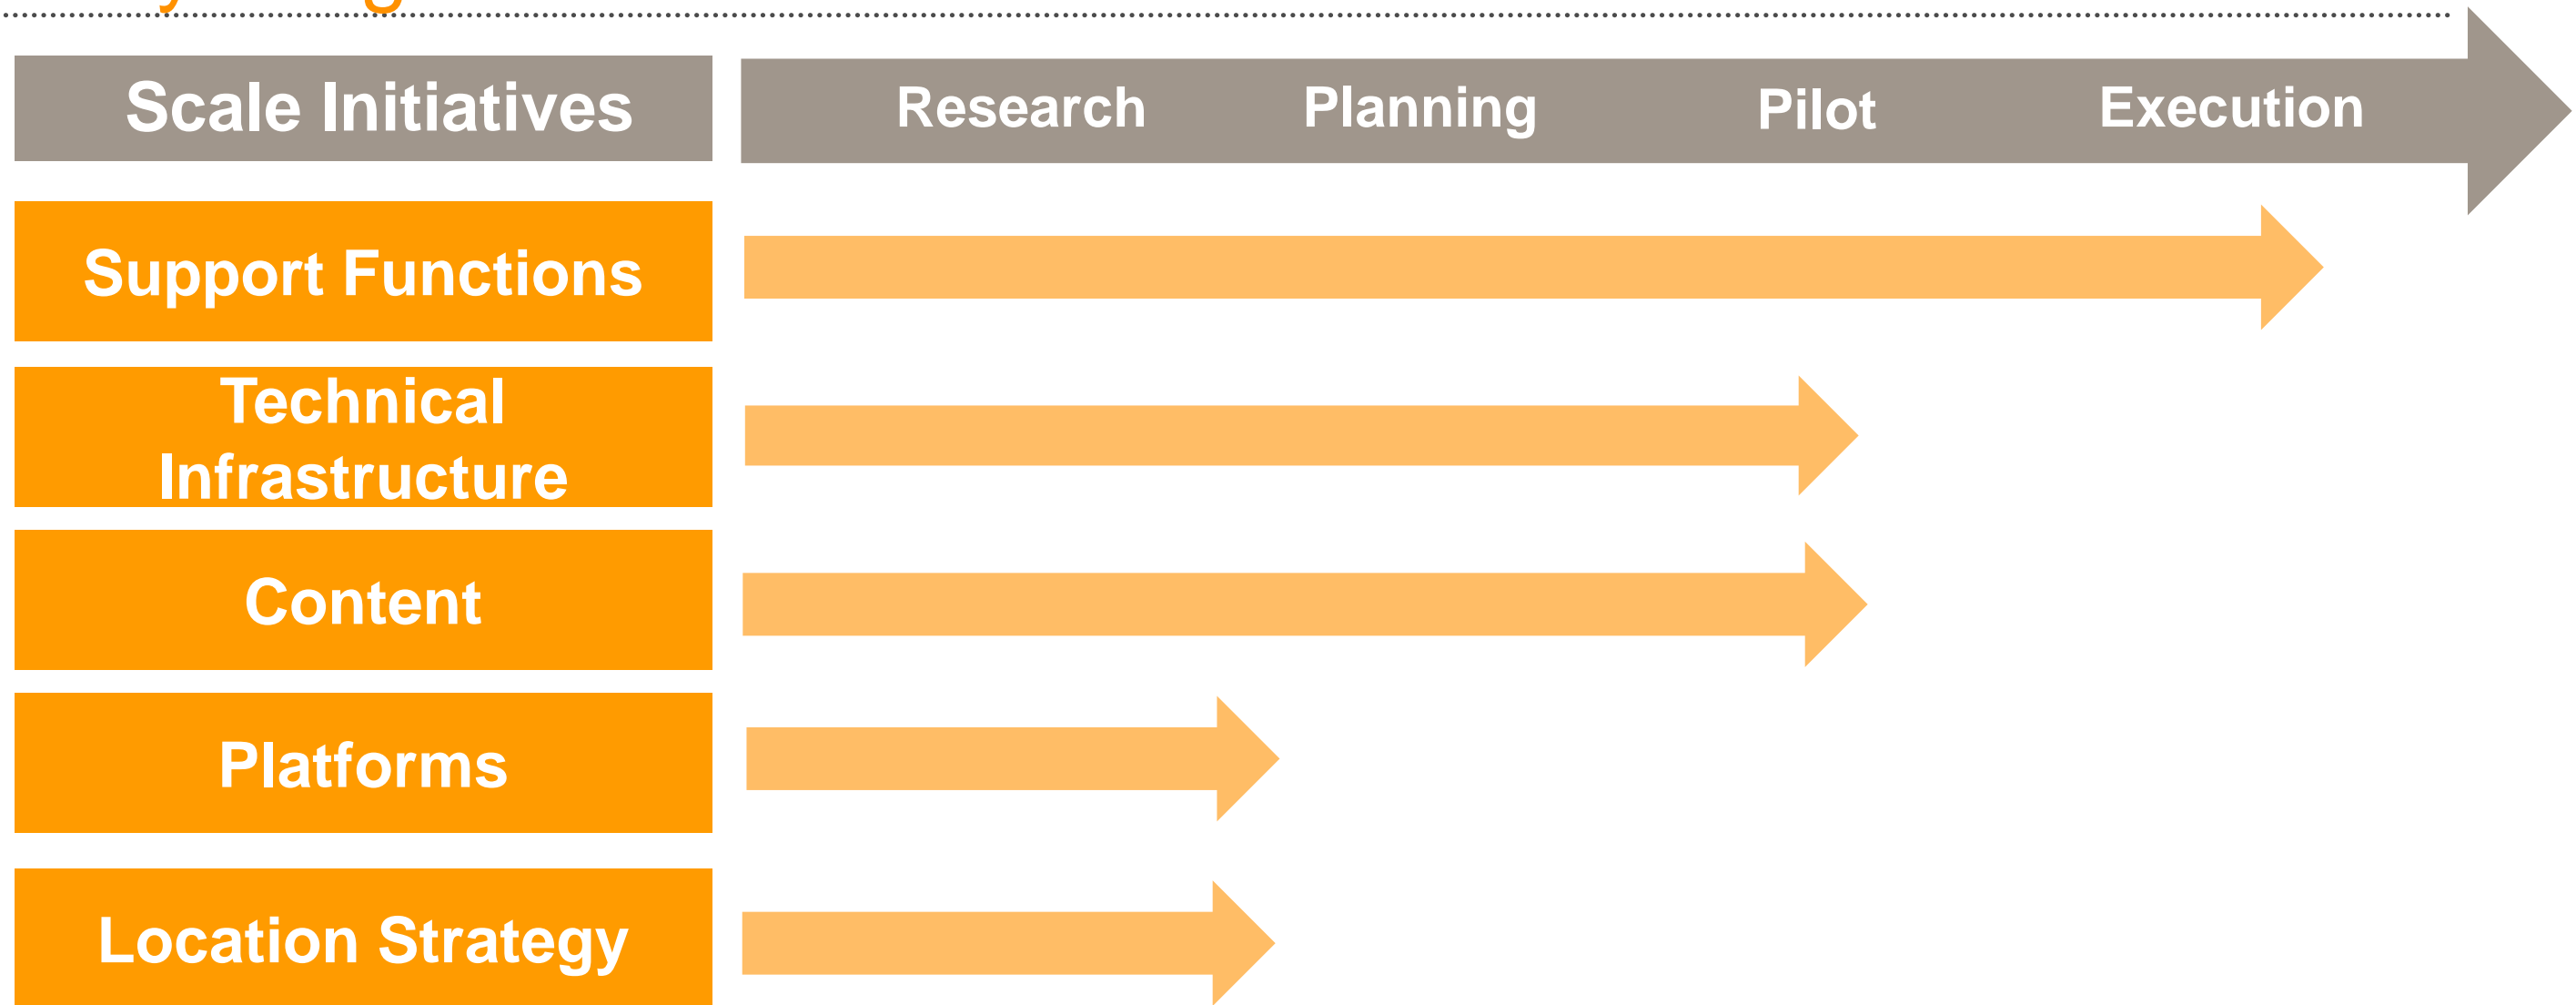 Scale Initiatives
Research Planning Pilot Execution
Support Functions
Technical
Infrastructure
Content
Platforms
Location Strategy